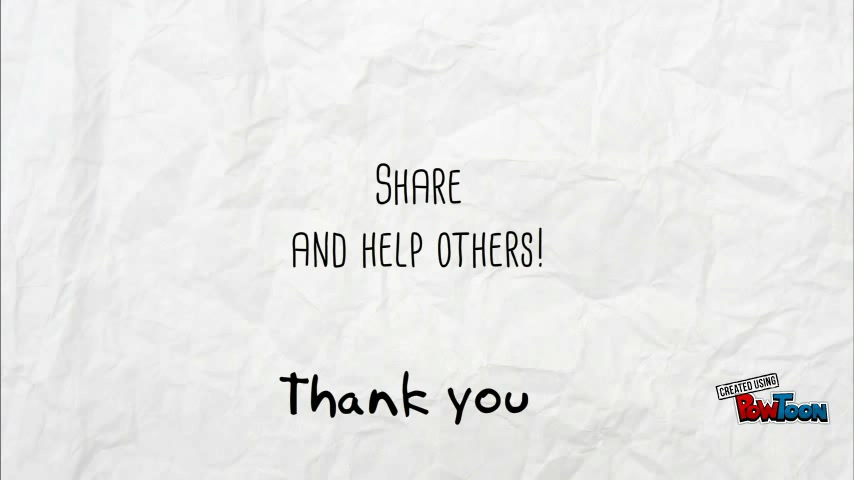 Share
AND HELP OTHERS!
Thank you
CREATED USING
POWTOON